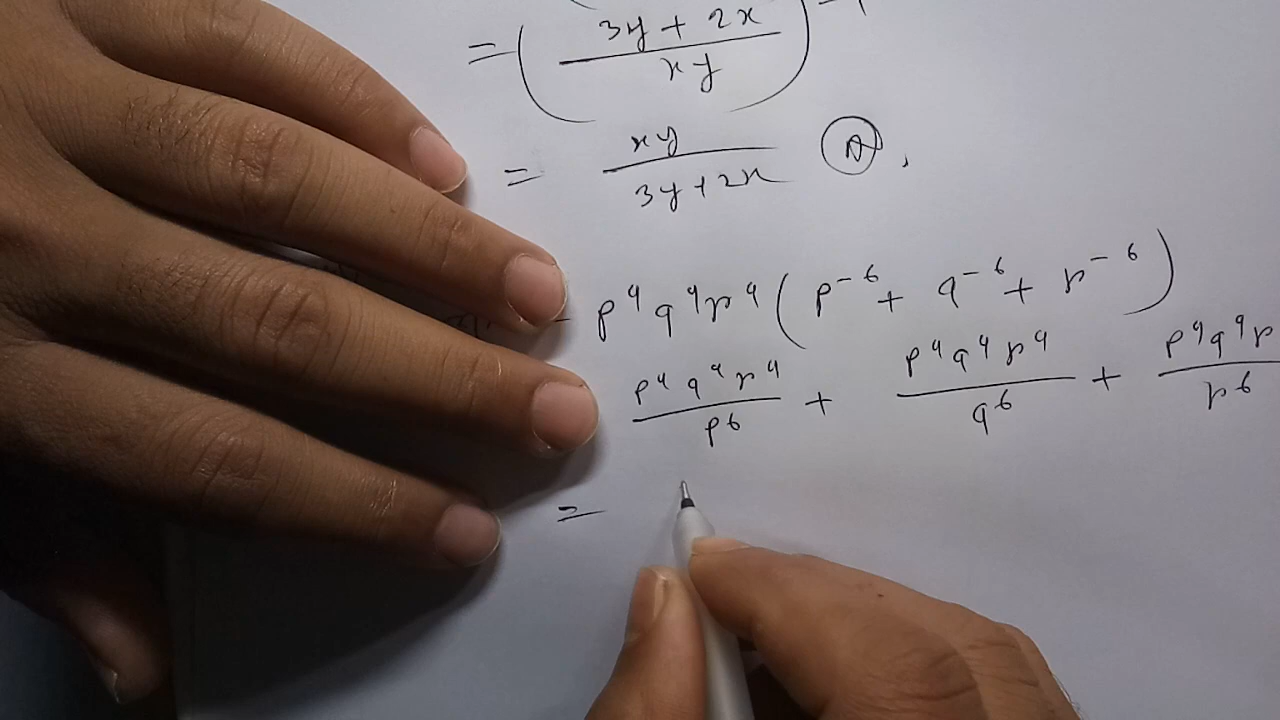 = (3y + 2x / xy)
= xy / 3y+2x (A),
p⁴q⁴r⁴(p⁻⁶ + q⁻⁶ + r⁻⁶)
p⁴q⁴r⁴ / p⁶ + p⁴q⁴r⁴ / q⁶ + p⁴q⁴r / r⁶
=